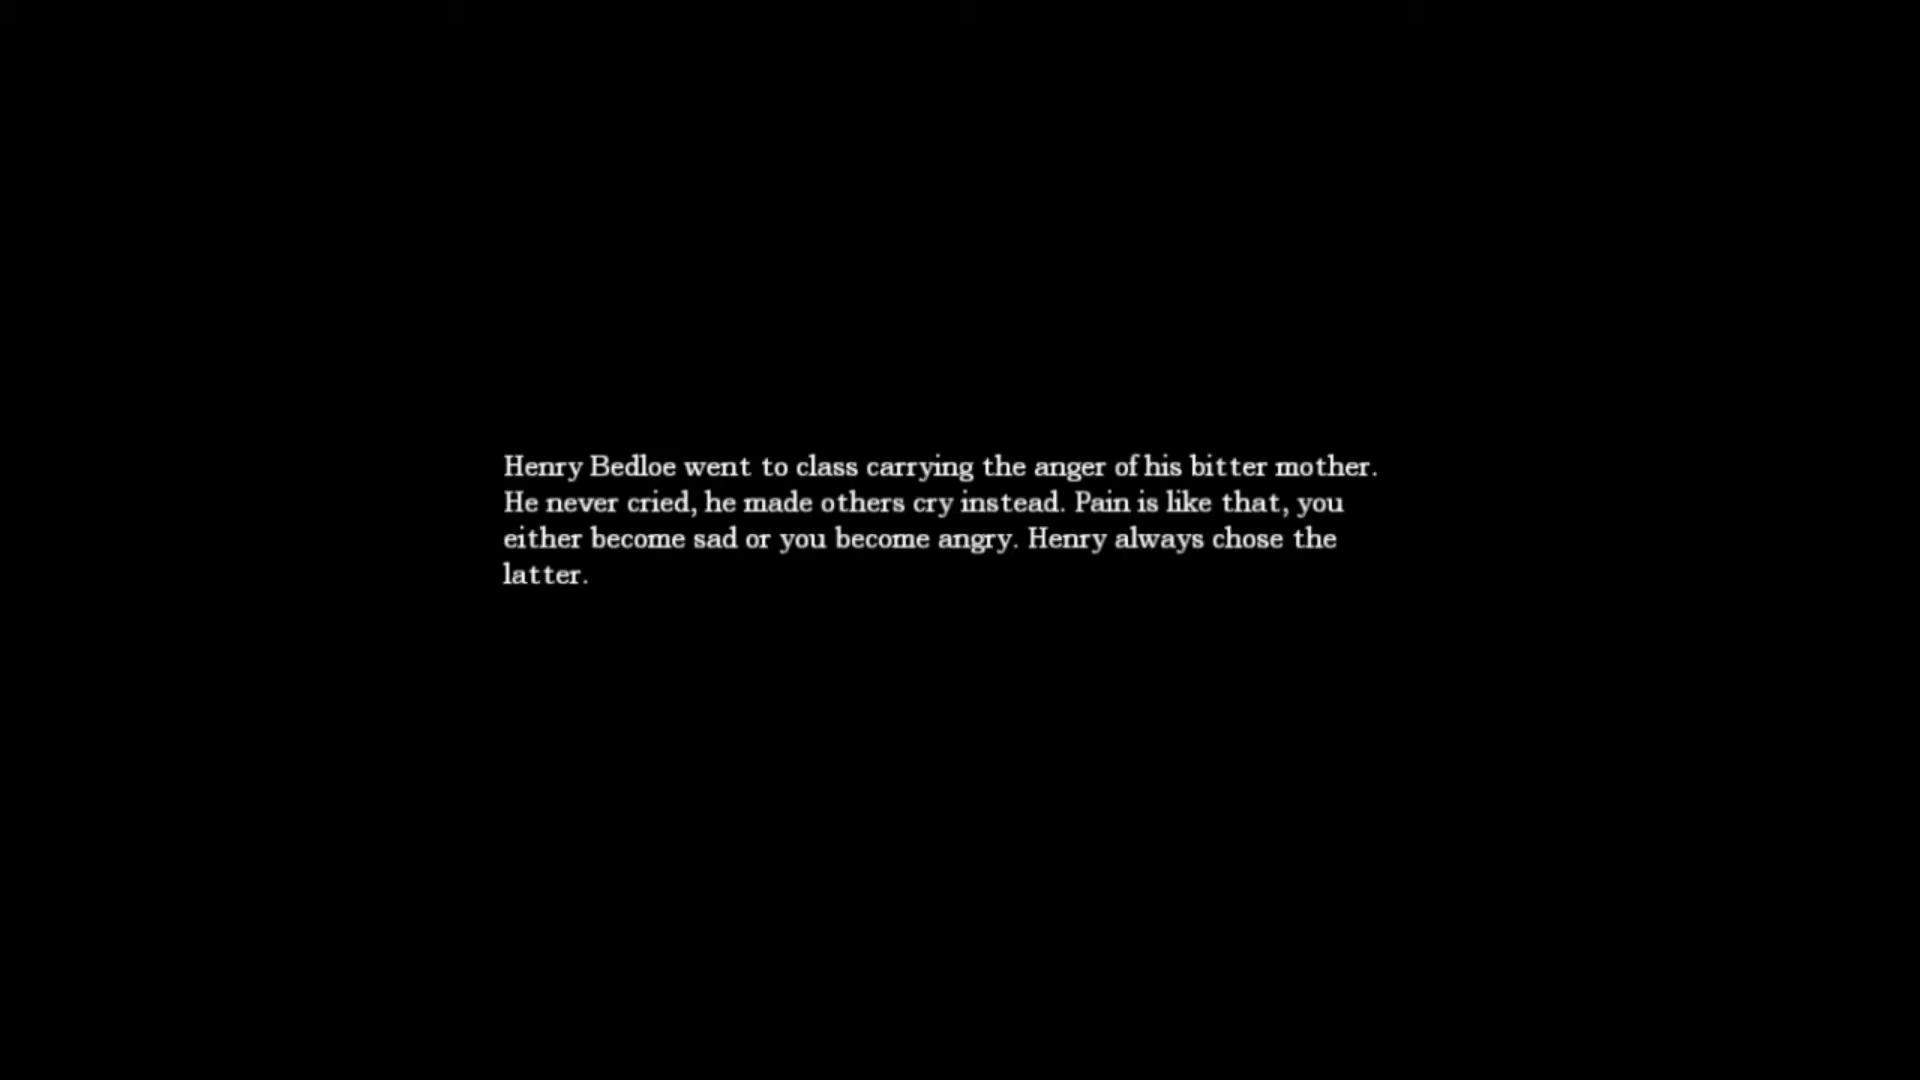 Henry Bedloe went to class carrying the anger of his bitter mother.
He never cried, he made others cry instead. Pain is like that, you
either become sad or you become angry. Henry always chose the
latter.